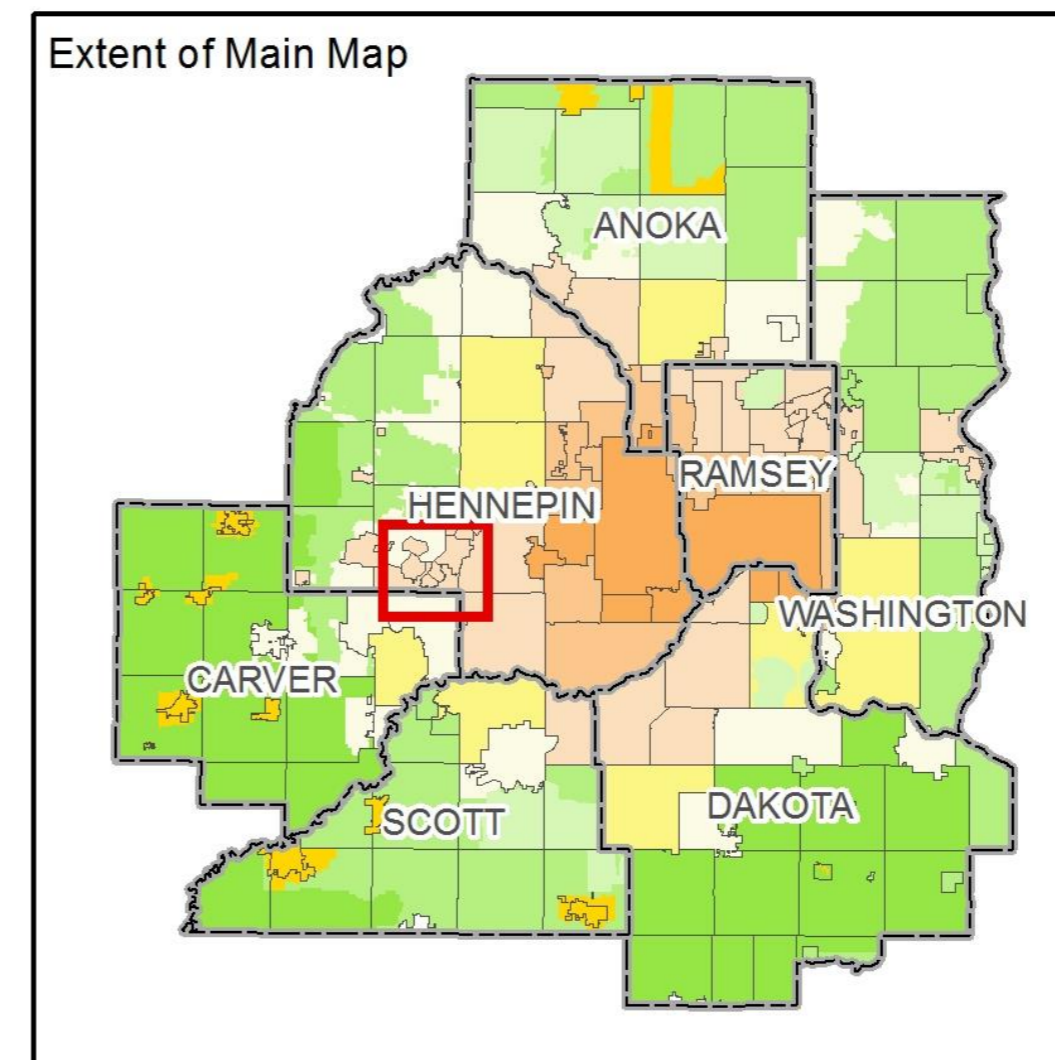 Extent of Main Map
ANOKA
RAMSEY
HENNEPIN
WASHINGTON
CARVER
DAKOTA
SCOTT